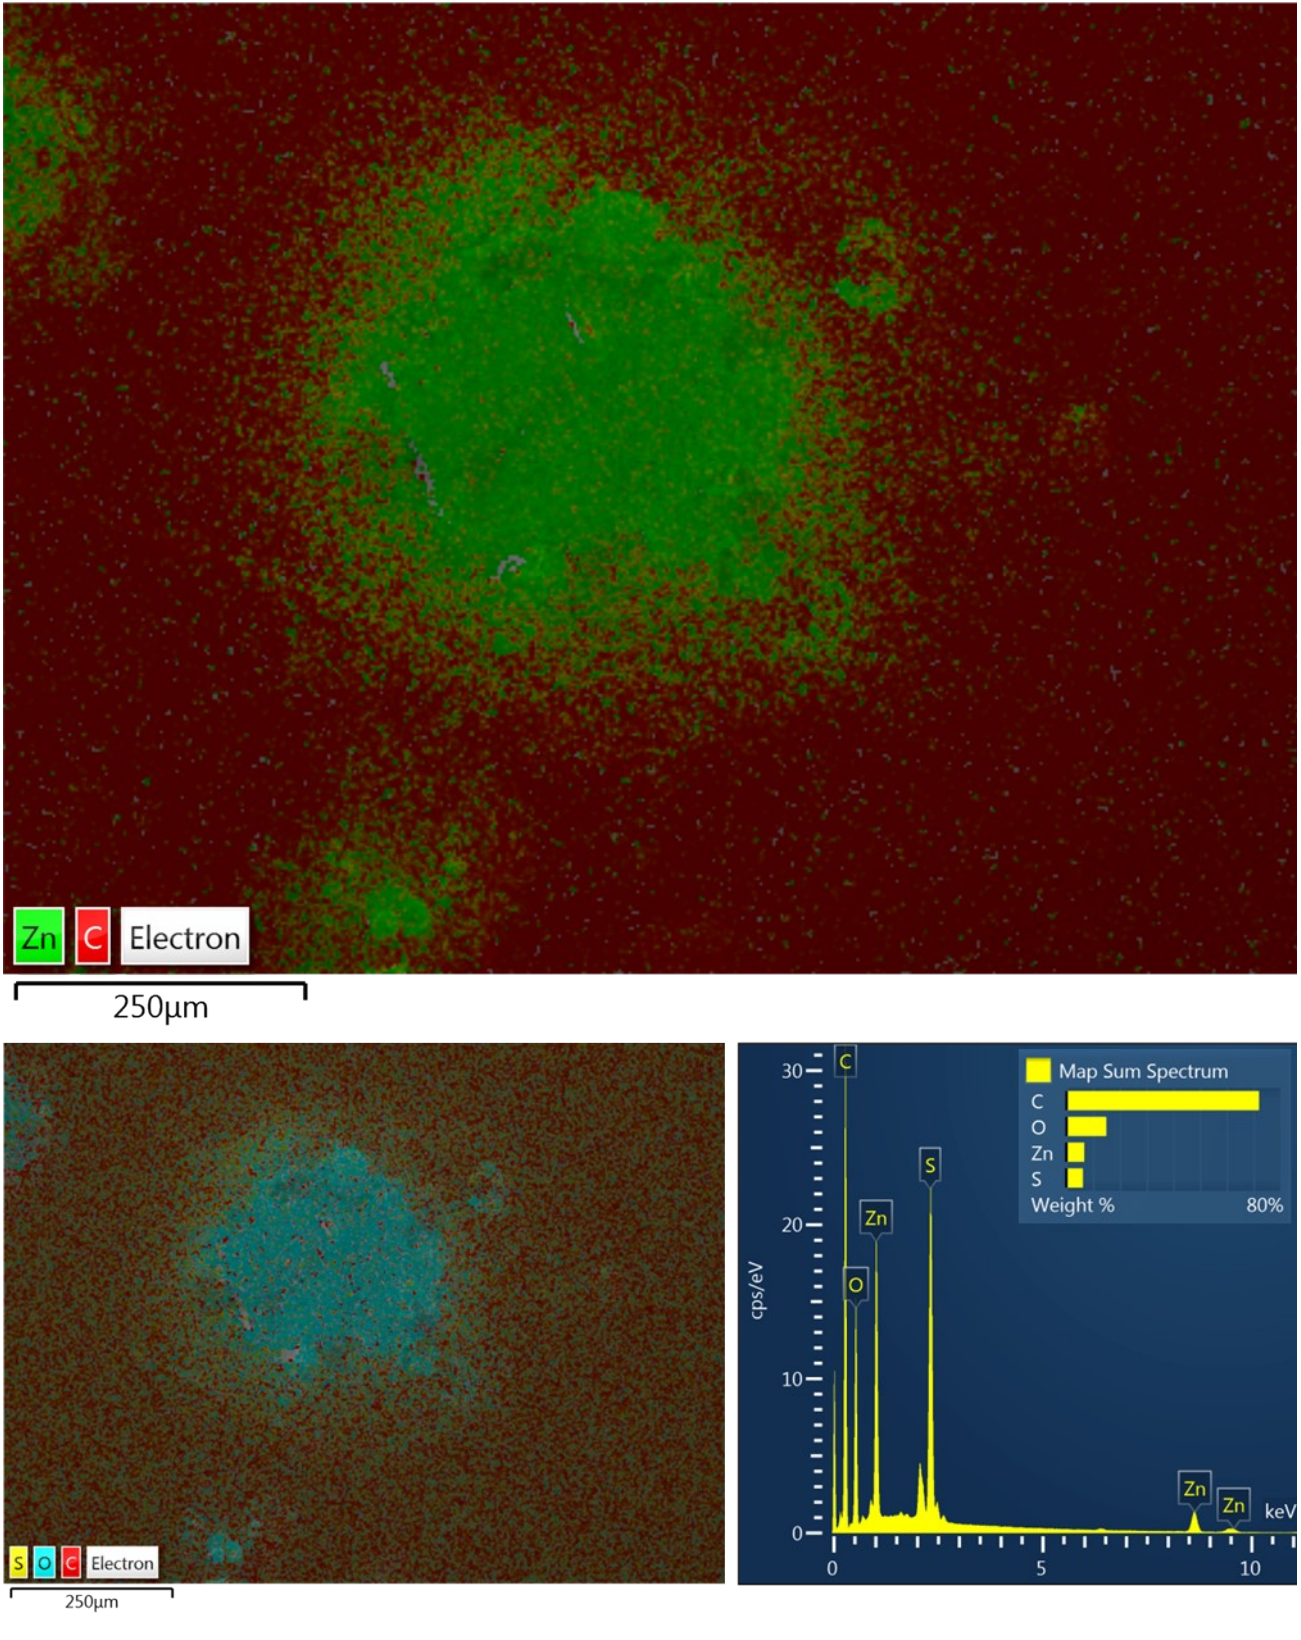 Zn C Electron
250μm
S O C Electron
250μm
Map Sum Spectrum
C
O
Zn
S
Weight % 80%
C
S
Zn
O
Zn
Zn
cps/eV
30
20
10
0
0 5 10
keV